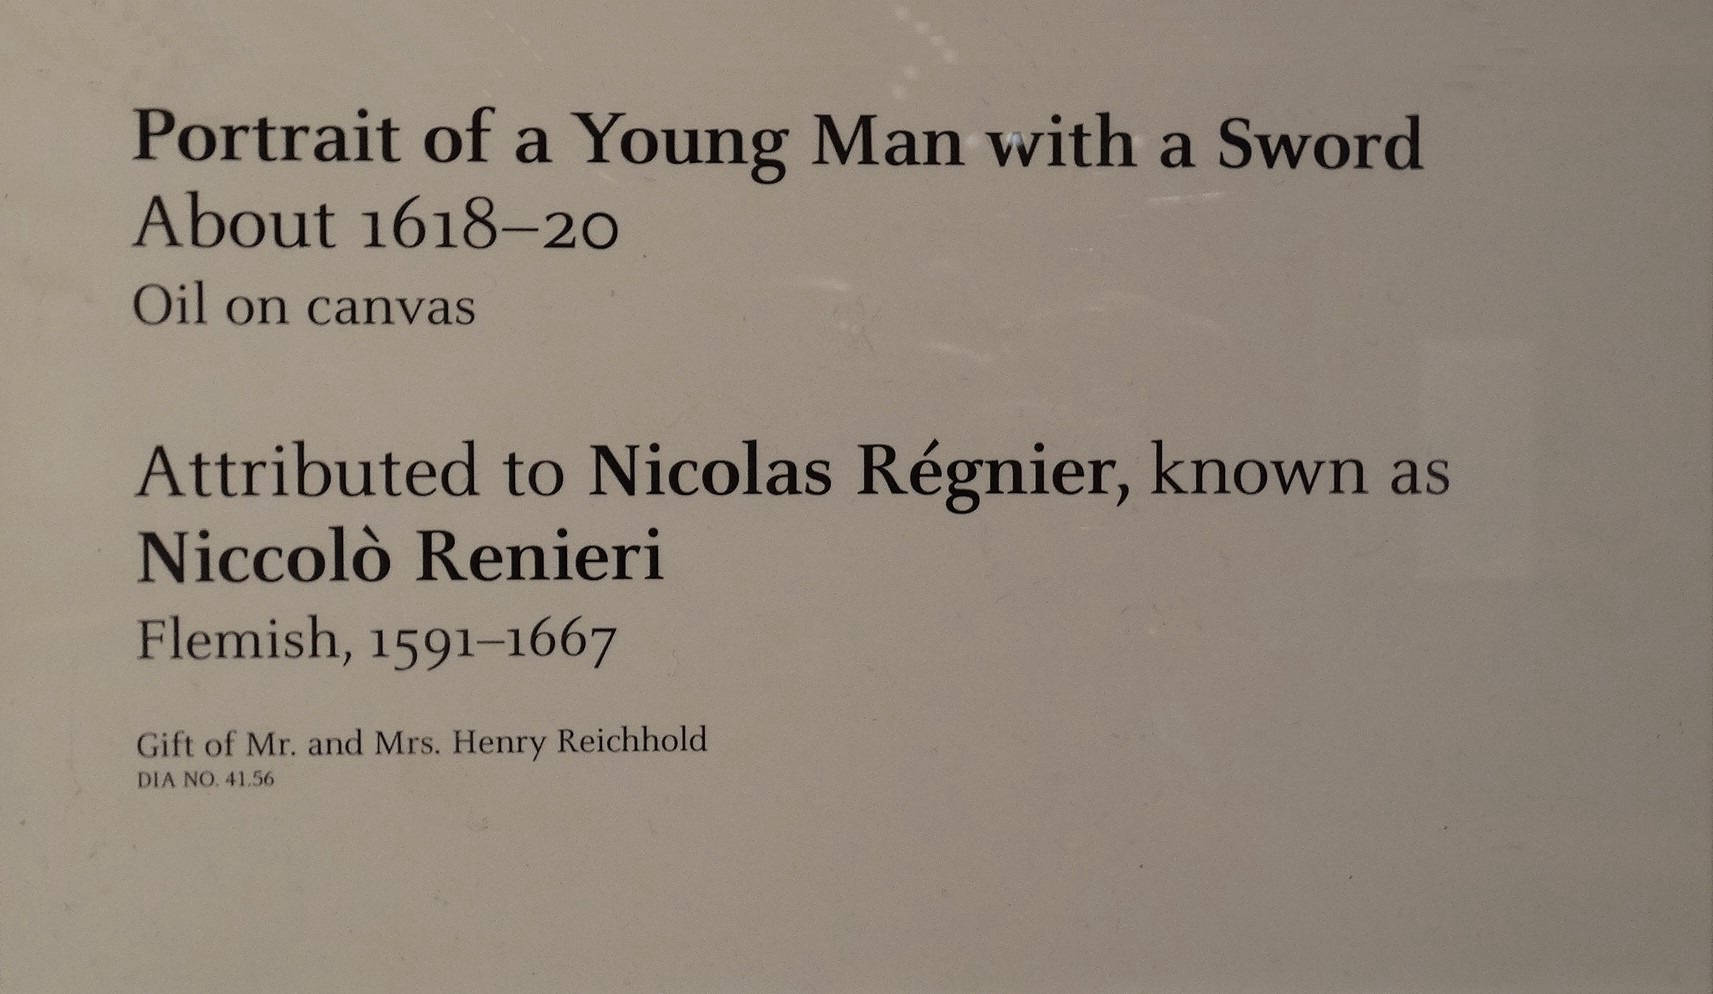 Portrait of a Young Man with a Sword
About 1618–20
Oil on canvas
Attributed to Nicolas Régnier, known as
Niccolò Renieri
Flemish, 1591–1667
Gift of Mr. and Mrs. Henry Reichhold
DIA NO. 41.56